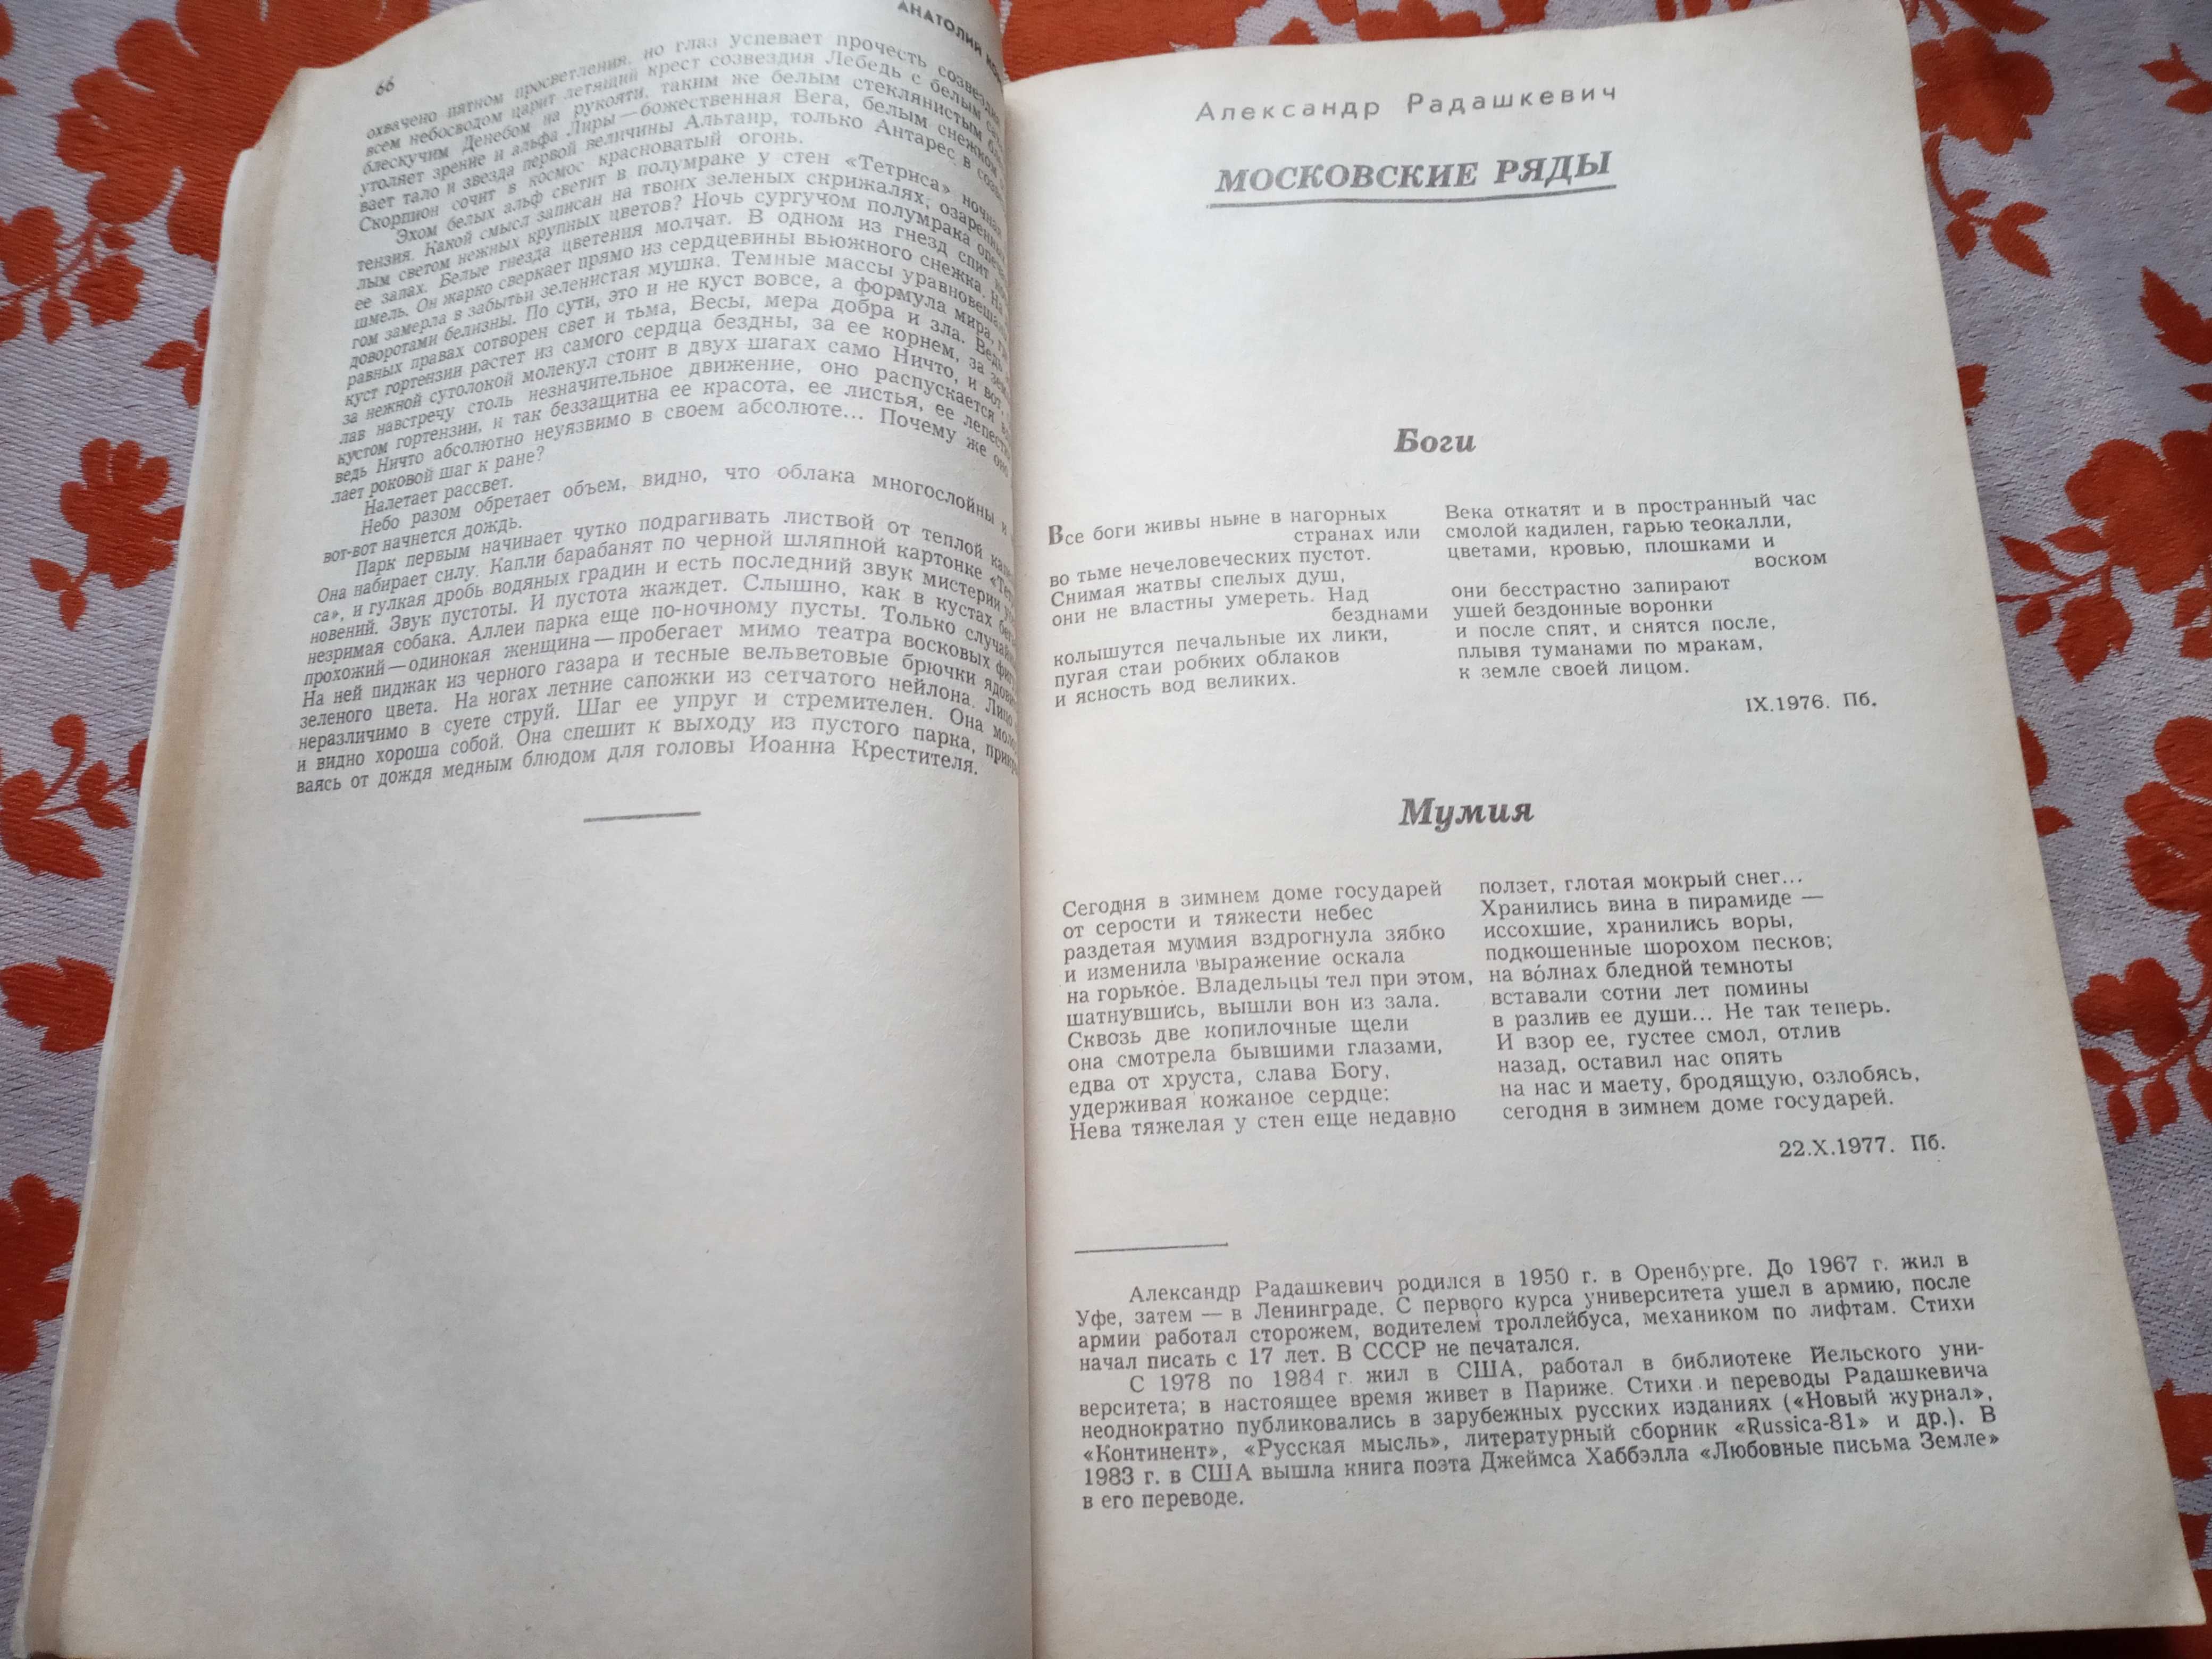 66
АНАТОЛИЙ
охвачено пятном просветления, но глаз успевает прочесть
всем небосводом царит летящий крест созвездия Лебедь с белым
блескучим Денебом на рукояти, таким же белым стеклянистым
утоляет зрение и альфа Лиры — божественная Вега, белым снежком
вает тало и звезда первой величины Альтаир, только Антарес в
Скорпион сочит в космос красноватый огонь.
Эхом белых альф светит в полумраке у стен «Тетриса» ночная
тензия. Какой смысл записан на твоих зеленых скрижалях,
лым светом нежных крупных цветов? Ночь сургучом полумрака
ее запах. Белые гнезда цветения молчат. В одном из гнезд спит
шмель. Он жарко сверкает прямо из сердцевины вьюжного снежка. На
гом замерла в забытьи зеленистая мушка. Темные массы
доворотами белизны. По сути, это и не куст вовсе, а формула мира,
равных правах сотворен свет и тьма, Весы, мера добра и зла. Ведь
куст гортензии растет из самого сердца бездны, за ее корнем, за
за нежной сутолокой молекул стоит в двух шагах само Ничто, и вот,
лав навстречу столь незначительное движение, оно распускается
кустом гортензии, и так беззащитна ее красота, ее листья, ее
ведь Ничто абсолютно неуязвимо в своем абсолюте... Почему же оно
лает роковой шаг к ране?
Налетает рассвет.
Небо разом обретает объем, видно, что облака многослойны и
вот-вот начнется дождь.
Парк первым начинает чутко подрагивать листвой от теплой
Она набирает силу. Капли барабанят по черной шляпной картонке
са», и гулкая дробь водяных градин и есть последний звук мистерии
новений. Звук пустоты. И пустота жаждет. Слышно, как в кустах
незримая собака. Аллеи парка еще по-ночному пусты. Только
прохожий — одинокая женщина — пробегает мимо театра восковых
На ней пиджак из черного газара и тесные вельветовые брючки
зеленого цвета. На ногах летние сапожки из сетчатого нейлона. Лицо
неразличимо в суете струй. Шаг ее упруг и стремителен. Она
и видно хороша собой. Она спешит к выходу из пустого парка,
ваясь от дождя медным блюдом для головы Иоанна Крестителя.
Александр Радашкевич
МОСКОВСКИЕ РЯДЫ
Боги
Все боги живы ныне в нагорных
странах или
во тьме нечеловеческих пустот.
Снимая жатвы спелых душ,
они не властны умереть. Над
безднами
колышутся печальные их лики,
пугая стаи робких облаков
и ясность вод великих.
Века откатят и в пространный час
смолой кадилен, гарью теокалли,
цветами, кровью, плошками и
воском
они бесстрастно запирают
ушей бездонные воронки
и после спят, и снятся после,
плывя туманами по мракам,
к земле своей лицом.
IX.1976. Пб.
Мумия
Сегодня в зимнем доме государей
от серости и тяжести небес
раздетая мумия вздрогнула зябко
и изменила выражение оскала
на горькое. Владельцы тел при этом,
шатнувшись, вышли вон из зала.
Сквозь две копилочные щели
она смотрела бывшими глазами,
едва от хруста, слава Богу,
удерживая кожаное сердце;
Нева тяжелая у стен еще недавно
ползет, глотая мокрый снег...
Хранились вина в пирамиде —
иссохшие, хранились воры,
подкошенные шорохом песков;
на во́лнах бледной темноты
вставали сотни лет помины
в разлив ее души... Не так теперь.
И взор ее, густее смол, отлив
назад, оставил нас опять
на нас и маету, бродящую, озлобясь,
сегодня в зимнем доме государей.
22.X.1977. Пб.
Александр Радашкевич родился в 1950 г. в Оренбурге. До 1967 г. жил в
Уфе, затем — в Ленинграде. С первого курса университета ушел в армию, после
армии работал сторожем, водителем троллейбуса, механиком по лифтам. Стихи
начал писать с 17 лет. В СССР не печатался.
С 1978 по 1984 г. жил в США, работал в библиотеке Йельского уни-
верситета; в настоящее время живет в Париже. Стихи и переводы Радашкевича
неоднократно публиковались в зарубежных русских изданиях («Новый журнал»,
«Континент», «Русская мысль», литературный сборник «Russica-81» и др.). В
1983 г. в США вышла книга поэта Джеймса Хаббэлла «Любовные письма Земле»
в его переводе.